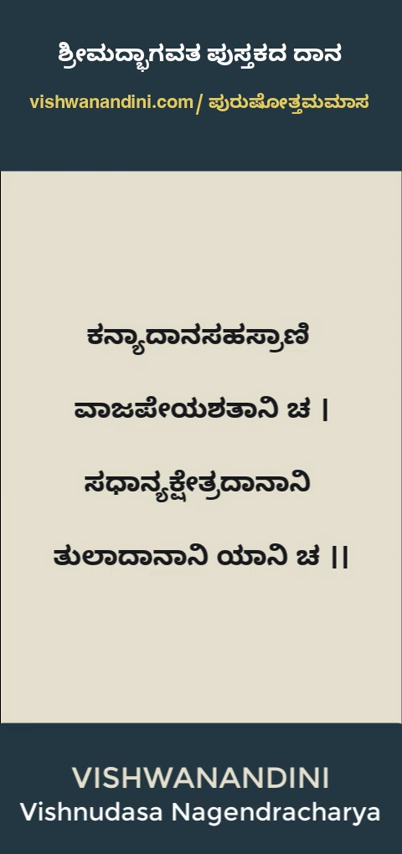 ಶ್ರೀಮದ್ಭಾಗವತ ಪುಸ್ತಕದ ದಾನ
vishwanandini.com/ ಪುರುಷೋತ್ತಮಮಾಸ
ಕನ್ಯಾದಾನಸಹಸ್ರಾಣಿ
ವಾಜಪೇಯಶತಾನಿ ಚ |
ಸಧಾನ್ಯಕ್ಷೇತ್ರದಾನಾನಿ
ತುಲಾದಾನಾನಿ ಯಾನಿ ಚ ||
VISHWANANDINI
Vishnudasa Nagendracharya